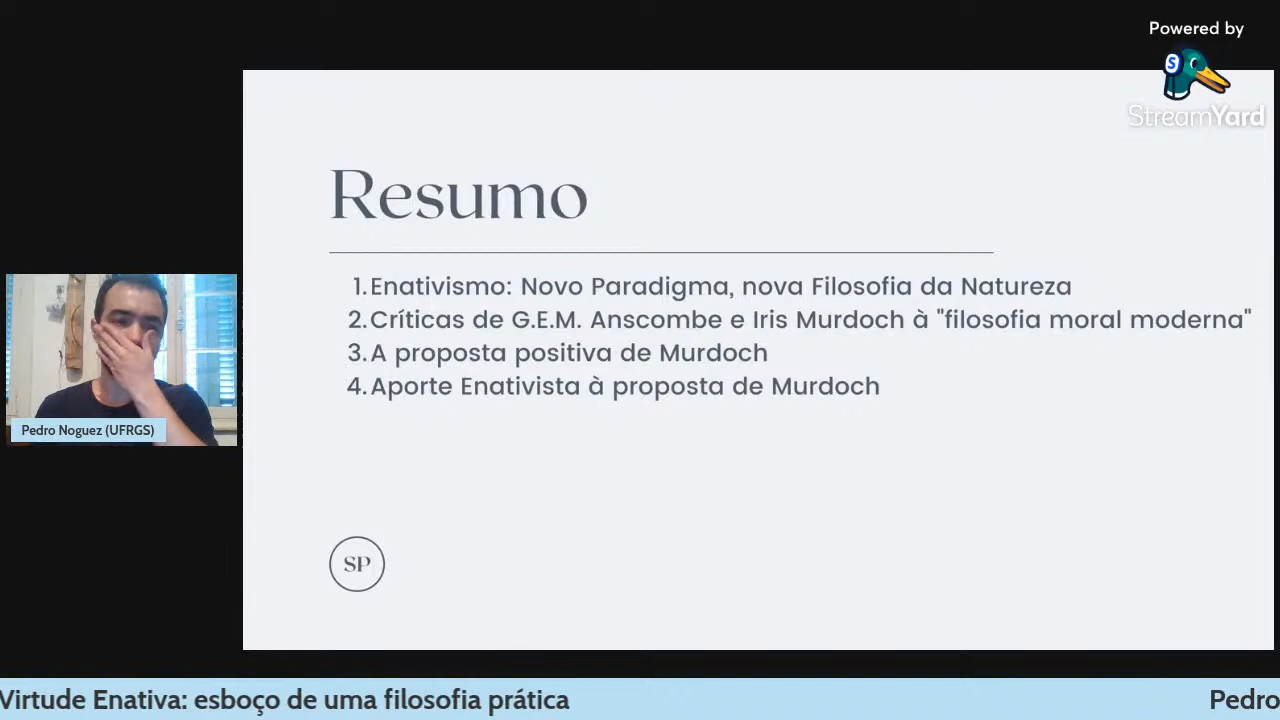 Powered by
StreamYard
Resumo
1. Enativismo: Novo Paradigma, nova Filosofia da Natureza
2. Críticas de G.E.M. Anscombe e Iris Murdoch à "filosofia moral moderna"
3. A proposta positiva de Murdoch
4. Aporte Enativista à proposta de Murdoch
Pedro Noguez (UFRGS)
SP
Virtude Enativa: esboço de uma filosofia prática
Pedro